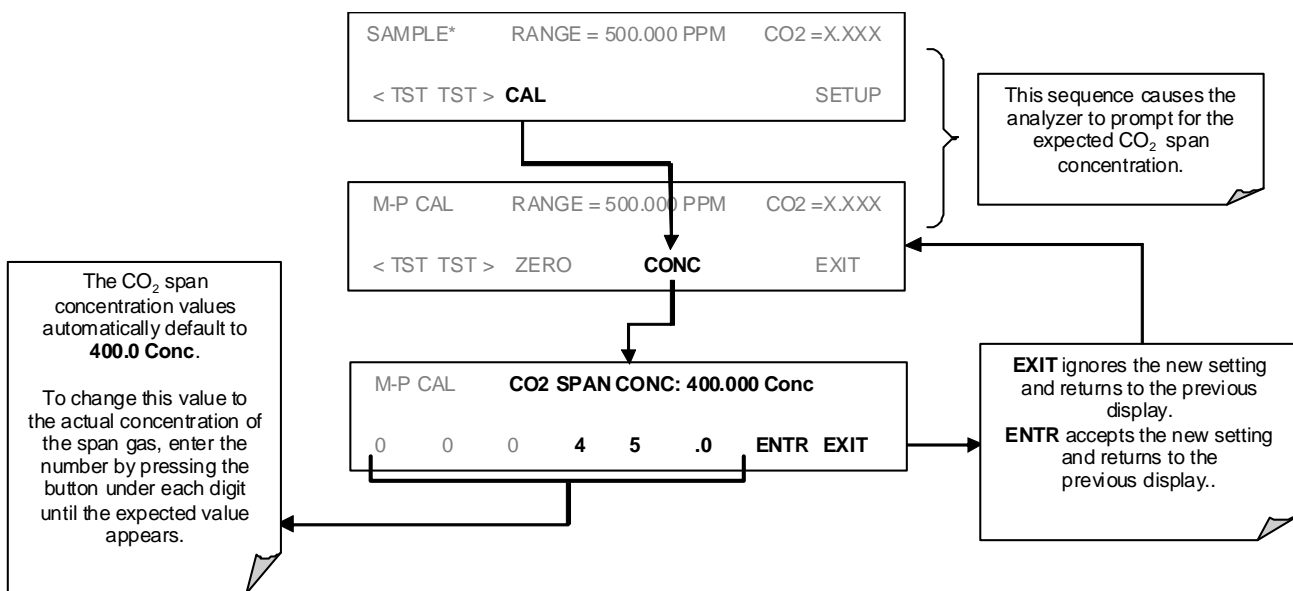 SAMPLE* RANGE = 500.000 PPM CO2 =X.XXX
< TST TST > CAL SETUP
This sequence causes the
analyzer to prompt for the
expected CO₂ span
concentration.
M-P CAL RANGE = 500.000 PPM CO2 =X.XXX
< TST TST > ZERO CONC EXIT
The CO₂ span
concentration values
automatically default to
400.0 Conc.
To change this value to
the actual concentration of
the span gas, enter the
number by pressing the
button under each digit
until the expected value
appears.
M-P CAL CO2 SPAN CONC: 400.000 Conc
0 0 0 4 5 .0 ENTR EXIT
EXIT ignores the new setting
and returns to the previous
display.
ENTR accepts the new setting
and returns to the
previous display..